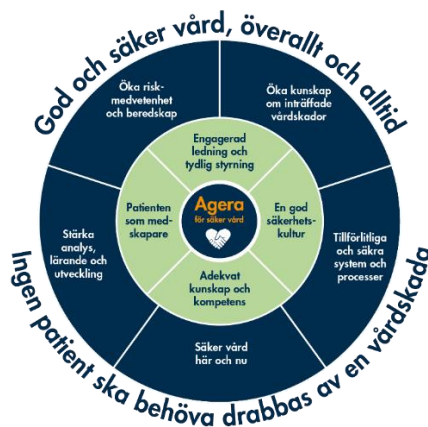 God och säker vård, överallt och alltid
Öka risk-
medvetenhet
och beredskap
Öka kunskap
om inträffade
vårdskador
Engagerad
ledning och
tydlig styrning
Patienten
som med-
skapare
Agera
för säker vård
En god
säkerhets-
kultur
Stärka
analys,
lärande och
utveckling
Tillförlitliga
och säkra
system och
processer
Adekvat
kunskap och
kompetens
Säker vård
här och nu
Ingen patient ska behöva drabbas av en vårdskada